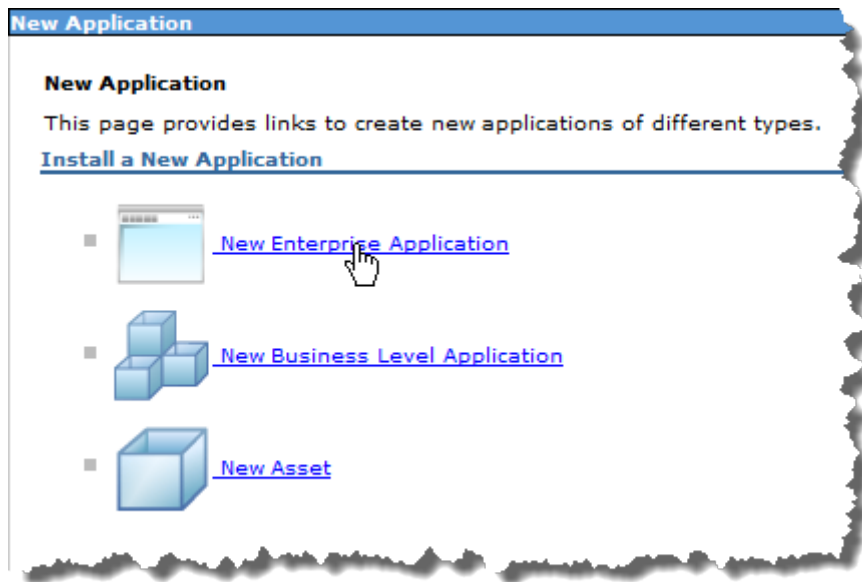 New Application
New Application
This page provides links to create new applications of different types.
Install a New Application
New Enterprise Application
New Business Level Application
New Asset